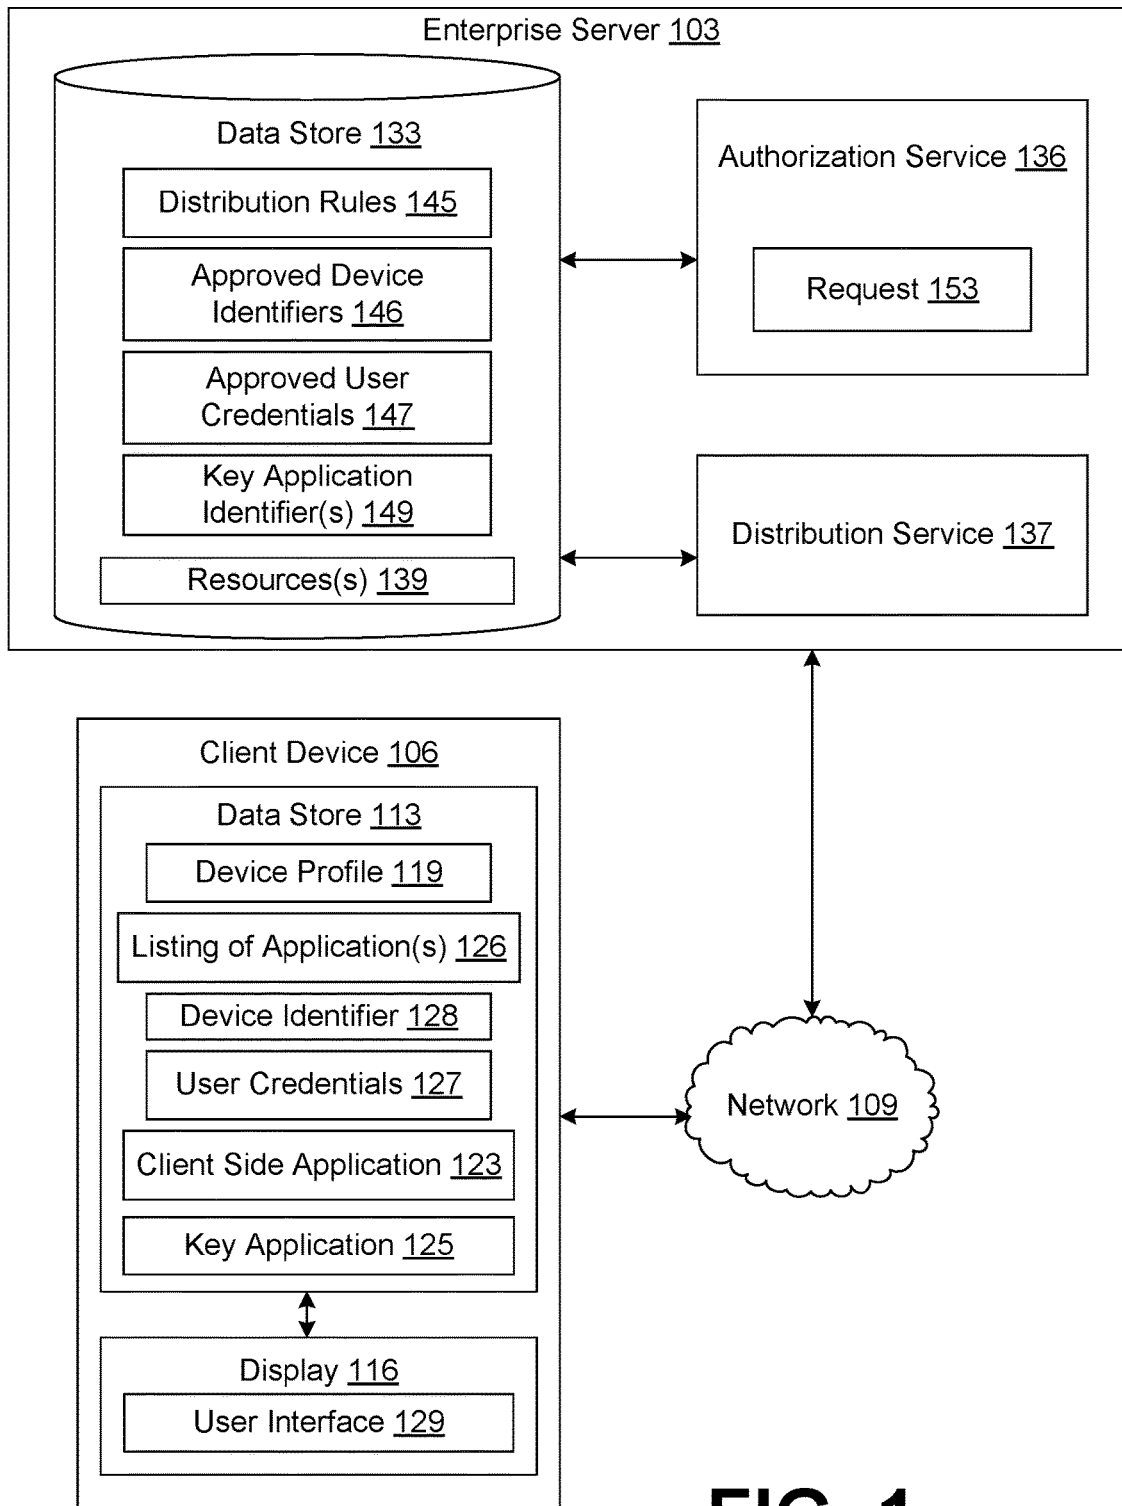 Enterprise Server 103
Data Store 133
Distribution Rules 145
Approved Device
Identifiers 146
Approved User
Credentials 147
Key Application
Identifier(s) 149
Resources(s) 139
Authorization Service 136
Request 153
Distribution Service 137
Client Device 106
Data Store 113
Device Profile 119
Listing of Application(s) 126
Device Identifier 128
User Credentials 127
Client Side Application 123
Key Application 125
Display 116
User Interface 129
Network 109
FIG. 1